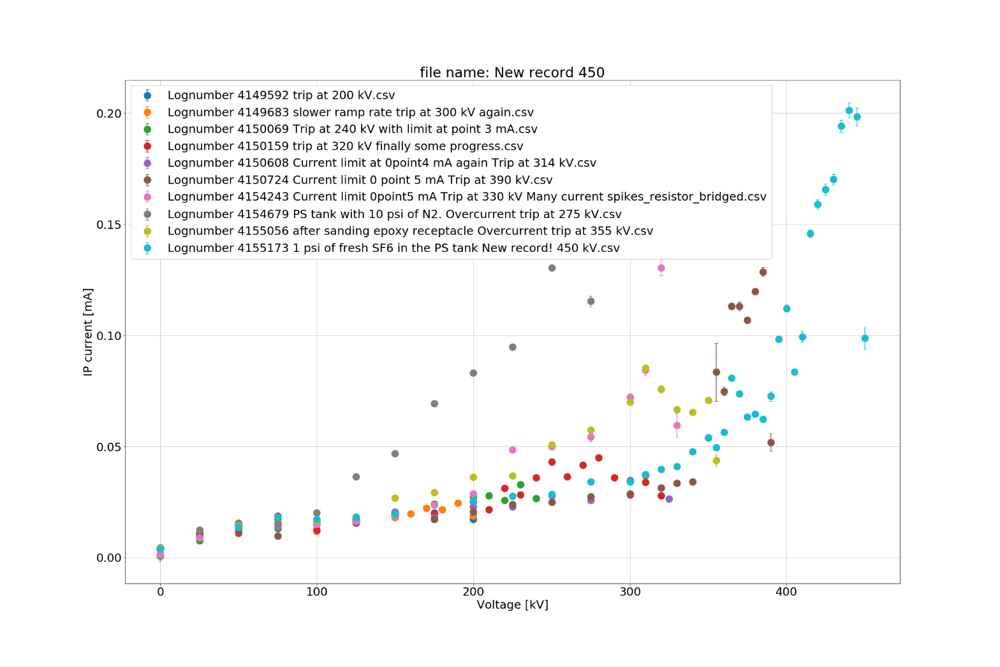 file name: New record 450
Lognumber 4149592 trip at 200 kV.csv
Lognumber 4149683 slower ramp rate trip at 300 kV again.csv
Lognumber 4150069 Trip at 240 kV with limit at point 3 mA.csv
Lognumber 4150159 trip at 320 kV finally some progress.csv
Lognumber 4150608 Current limit at 0point4 mA again Trip at 314 kV.csv
Lognumber 4150724 Current limit 0 point 5 mA Trip at 390 kV.csv
Lognumber 4154243 Current limit 0point5 mA Trip at 330 kV Many current spikes_resistor_bridged.csv
Lognumber 4154679 PS tank with 10 psi of N2. Overcurrent trip at 275 kV.csv
Lognumber 4155056 after sanding epoxy receptacle Overcurrent trip at 355 kV.csv
Lognumber 4155173 1 psi of fresh SF6 in the PS tank New record! 450 kV.csv
0.20
0.15
0.10
0.05
0.00
IP current [mA]
0 100 200 300 400
Voltage [kV]